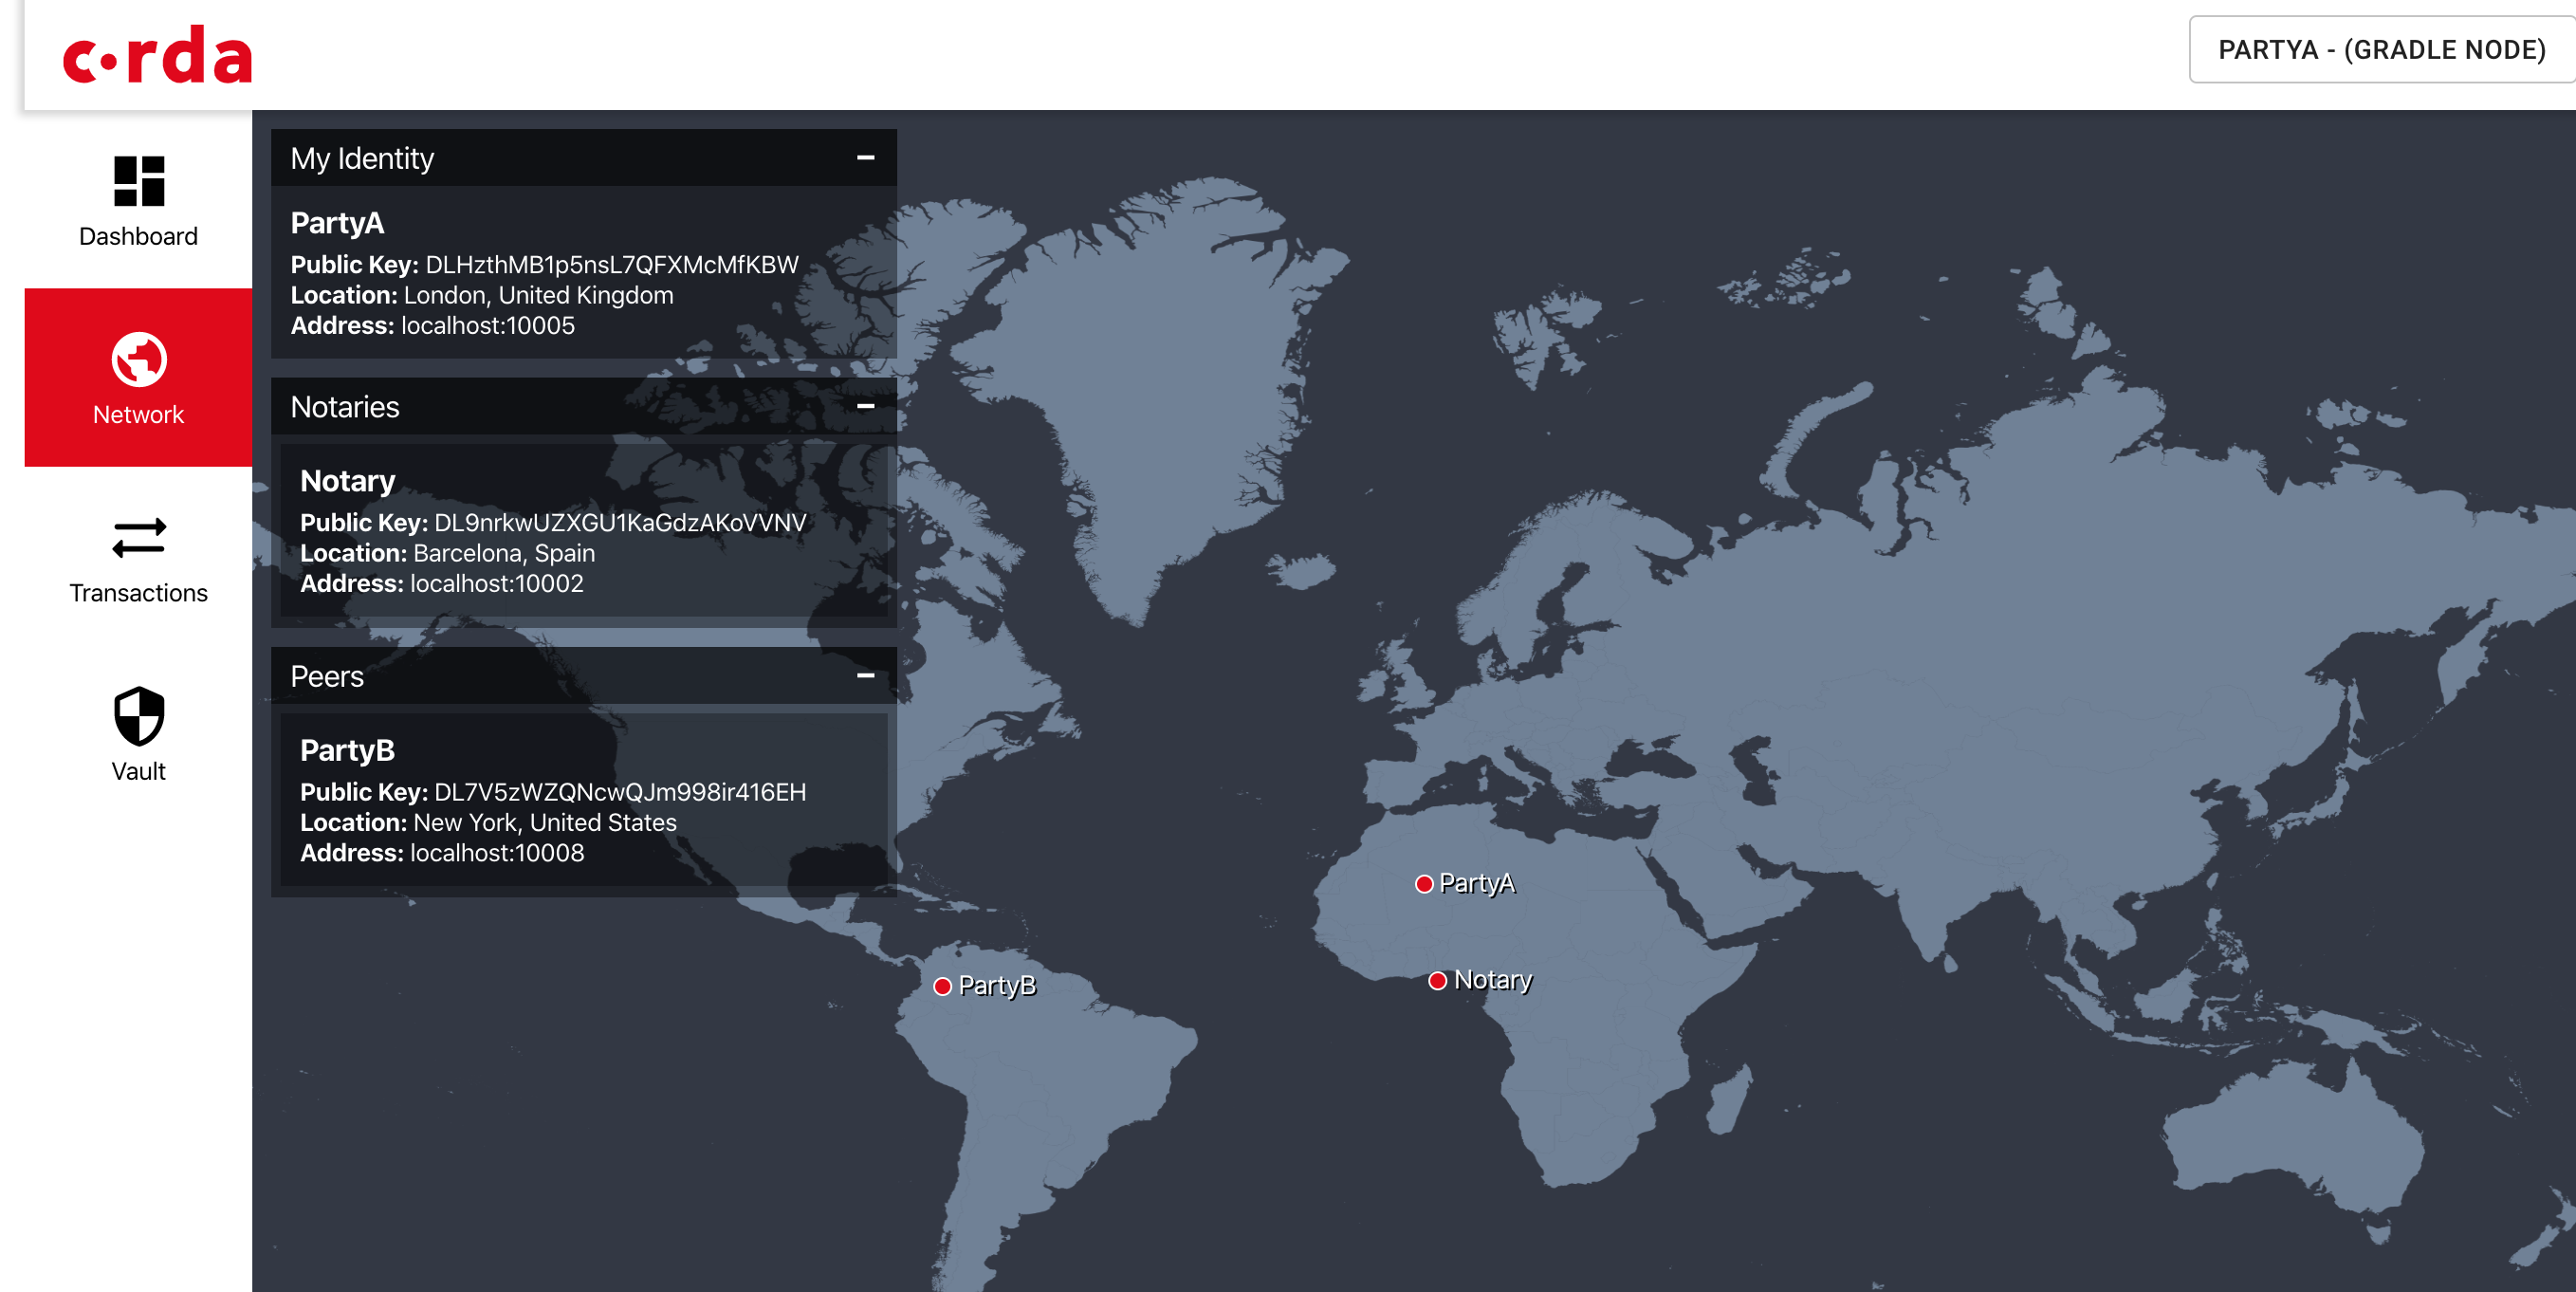 c•rda
PARTYA - (GRADLE NODE)
Dashboard
Network
Transactions
Vault
My Identity
PartyA
Public Key: DLHzthMB1p5nsL7QFXMcMfKBW
Location: London, United Kingdom
Address: localhost:10005
Notaries
Notary
Public Key: DL9nrkwUZXGU1KaGdzAKoVVNV
Location: Barcelona, Spain
Address: localhost:10002
Peers
PartyB
Public Key: DL7V5zWZQNcwQJm998ir416EH
Location: New York, United States
Address: localhost:10008
PartyA
Notary
PartyB